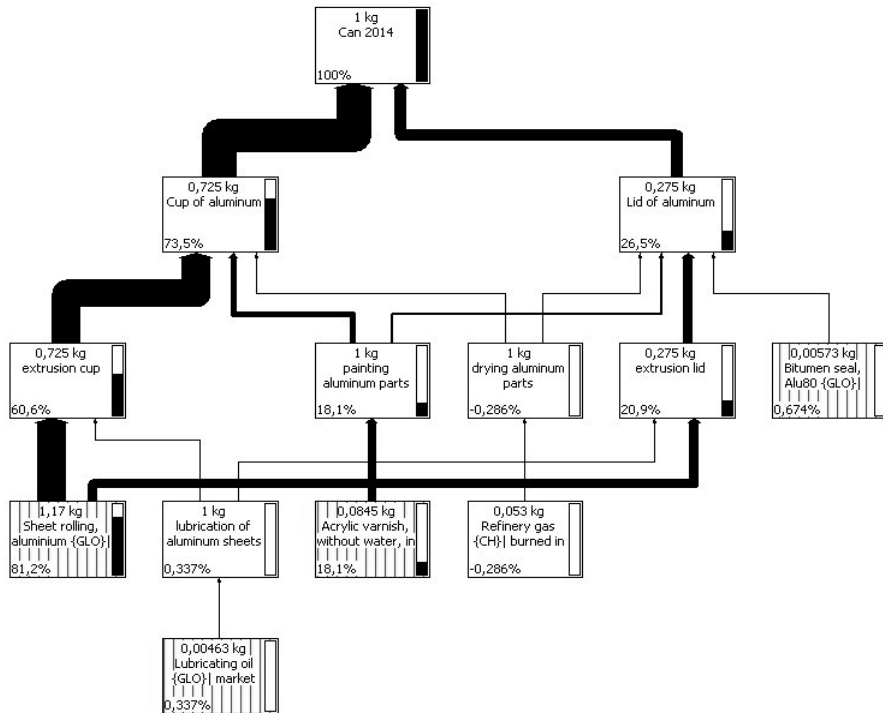 1 kg
Can 2014
100%
0,725 kg
Cup of aluminum
73,5%
0,275 kg
Lid of aluminum
26,5%
0,725 kg
extrusion cup
60,6%
1 kg
painting
aluminum parts
18,1%
1 kg
drying aluminum
parts
-0,286%
0,275 kg
extrusion lid
20,9%
0,00573 kg
Bitumen seal,
Alu80 {GLO}|
0,674%
1,17 kg
Sheet rolling,
aluminium {GLO}|
81,2%
1 kg
lubrication of
aluminum sheets
0,337%
0,0845 kg
Acrylic varnish,
without water, in
18,1%
0,053 kg
Refinery gas
{CH}| burned in
-0,286%
0,00463 kg
Lubricating oil
{GLO}| market
0,337%